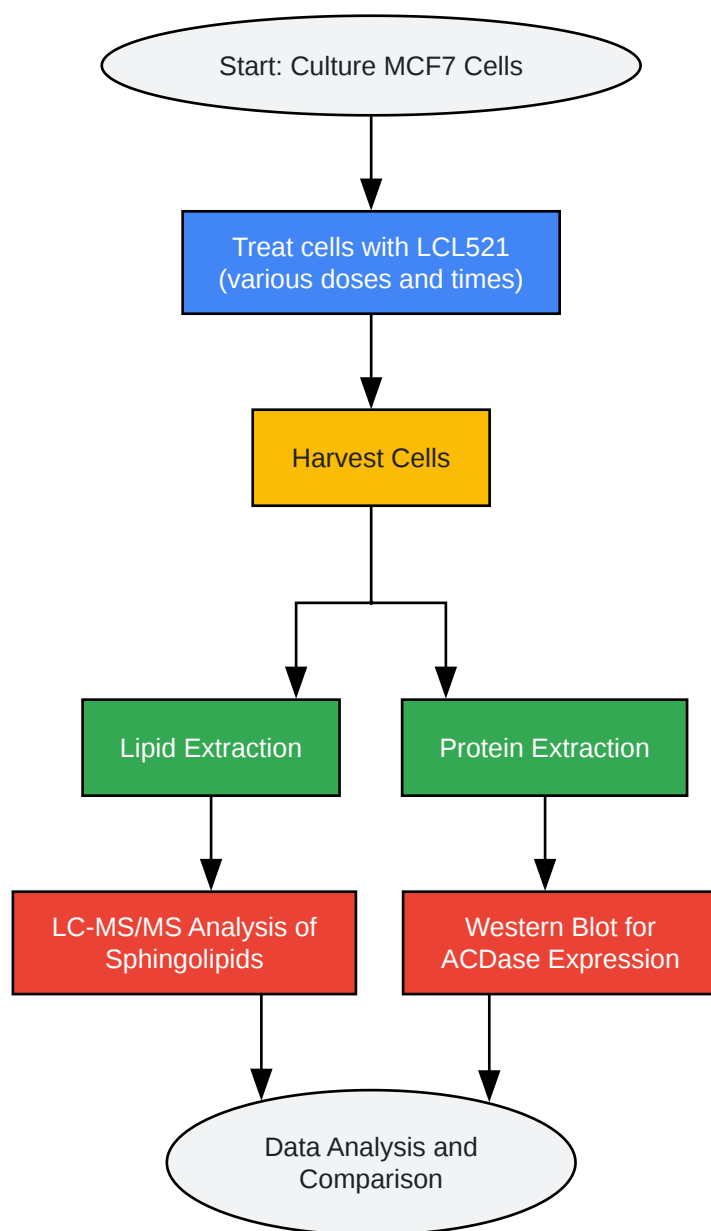 Start: Culture MCF7 Cells
Treat cells with LCL521
(various doses and times)
Harvest Cells
Lipid Extraction
Protein Extraction
LC-MS/MS Analysis of
Sphingolipids
Western Blot for
ACDase Expression
Data Analysis and
Comparison